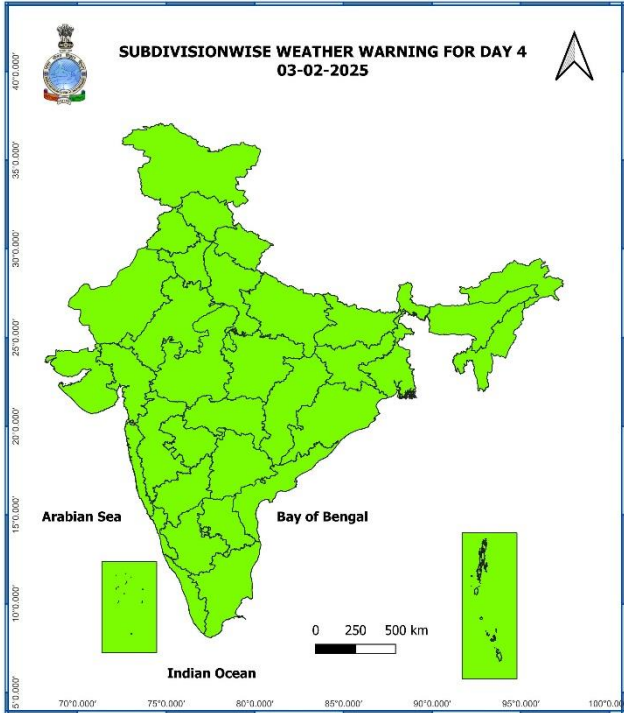 SUBDIVISIONWISE WEATHER WARNING FOR DAY 4
03-02-2025
40°0.000'
35°0.000'
30°0.000'
25°0.000'
20°0.000'
15°0.000'
10°0.000'
5°0.000'
Arabian Sea
Bay of Bengal
0 250 500 km
Indian Ocean
70°0.000' 75°0.000' 80°0.000' 85°0.000' 90°0.000' 95°0.000' 100°0.000'